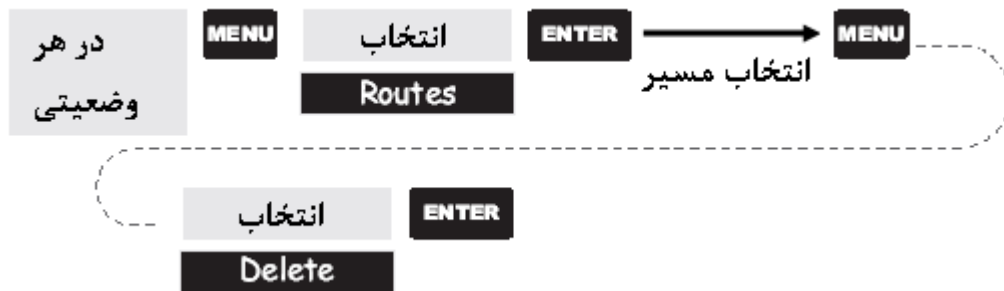 در هر
وضعیتی
MENU
انتخاب
Routes
ENTER
انتخاب مسیر
MENU
انتخاب
Delete
ENTER